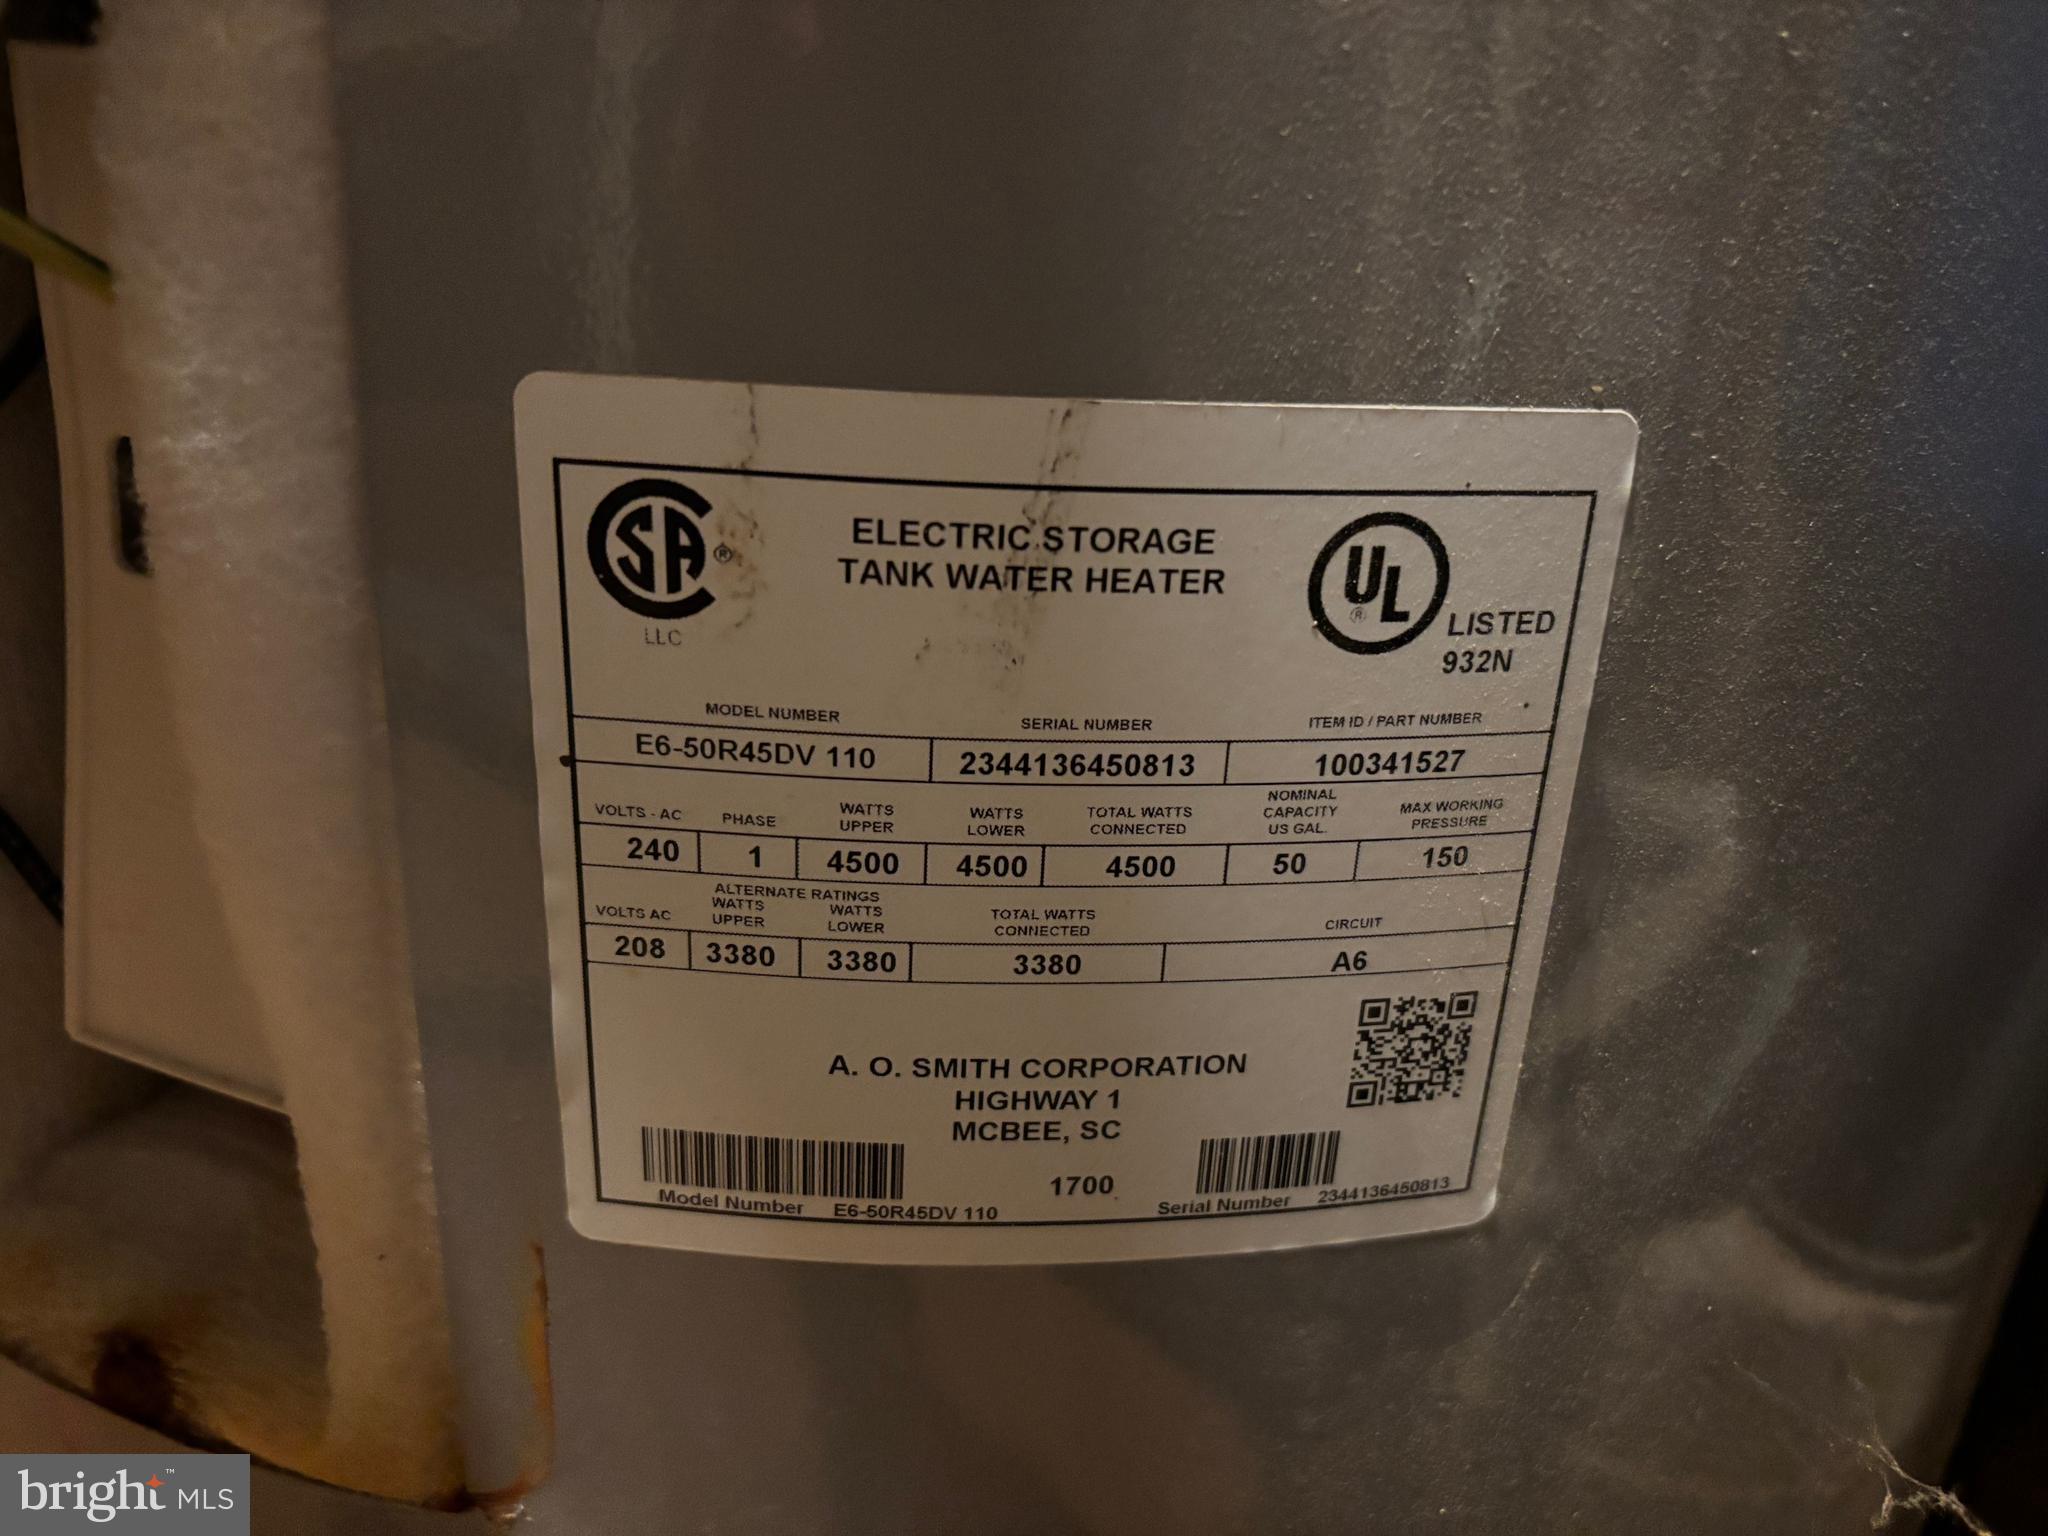 CSA ®
LLC
ELECTRIC STORAGE
TANK WATER HEATER
UL ®
LISTED
932N
MODEL NUMBER SERIAL NUMBER ITEM ID / PART NUMBER
E6-50R45DV 110 2344136450813 100341527
VOLTS - AC PHASE WATTS UPPER WATTS LOWER TOTAL WATTS CONNECTED NOMINAL CAPACITY US GAL. MAX WORKING PRESSURE
240 1 4500 4500 4500 50 150
ALTERNATE RATINGS
VOLTS AC WATTS UPPER WATTS LOWER TOTAL WATTS CONNECTED CIRCUIT
208 3380 3380 3380 A6
A. O. SMITH CORPORATION
HIGHWAY 1
MCBEE, SC
1700
Model Number E6-50R45DV 110
Serial Number 2344136450813
bright™ MLS